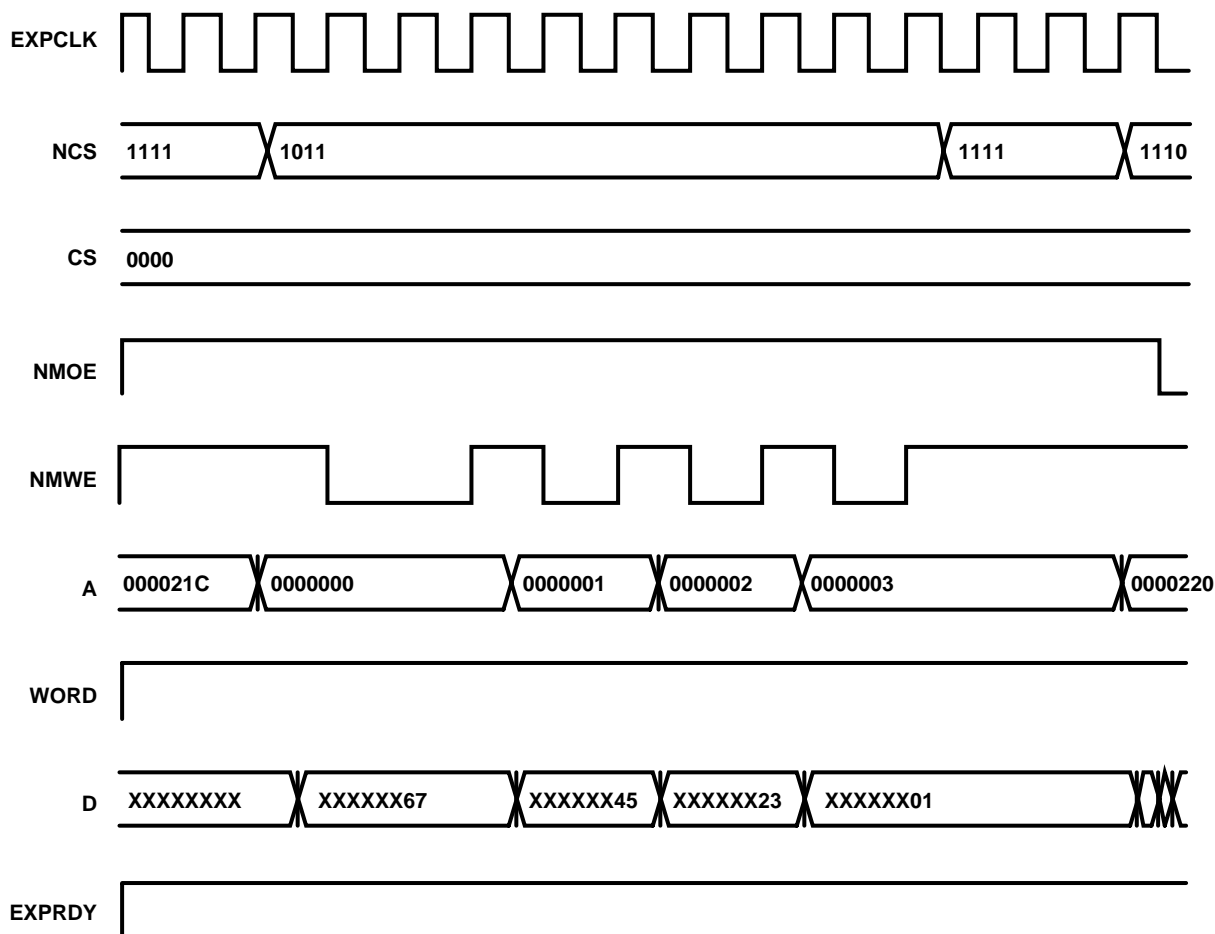 EXPCLK
NCS 1111 1011 1111 1110
CS 0000
NMOE
NMWE
A 000021C 0000000 0000001 0000002 0000003 0000220
WORD
D XXXXXXXX XXXXXX67 XXXXXX45 XXXXXX23 XXXXXX01
EXPRDY